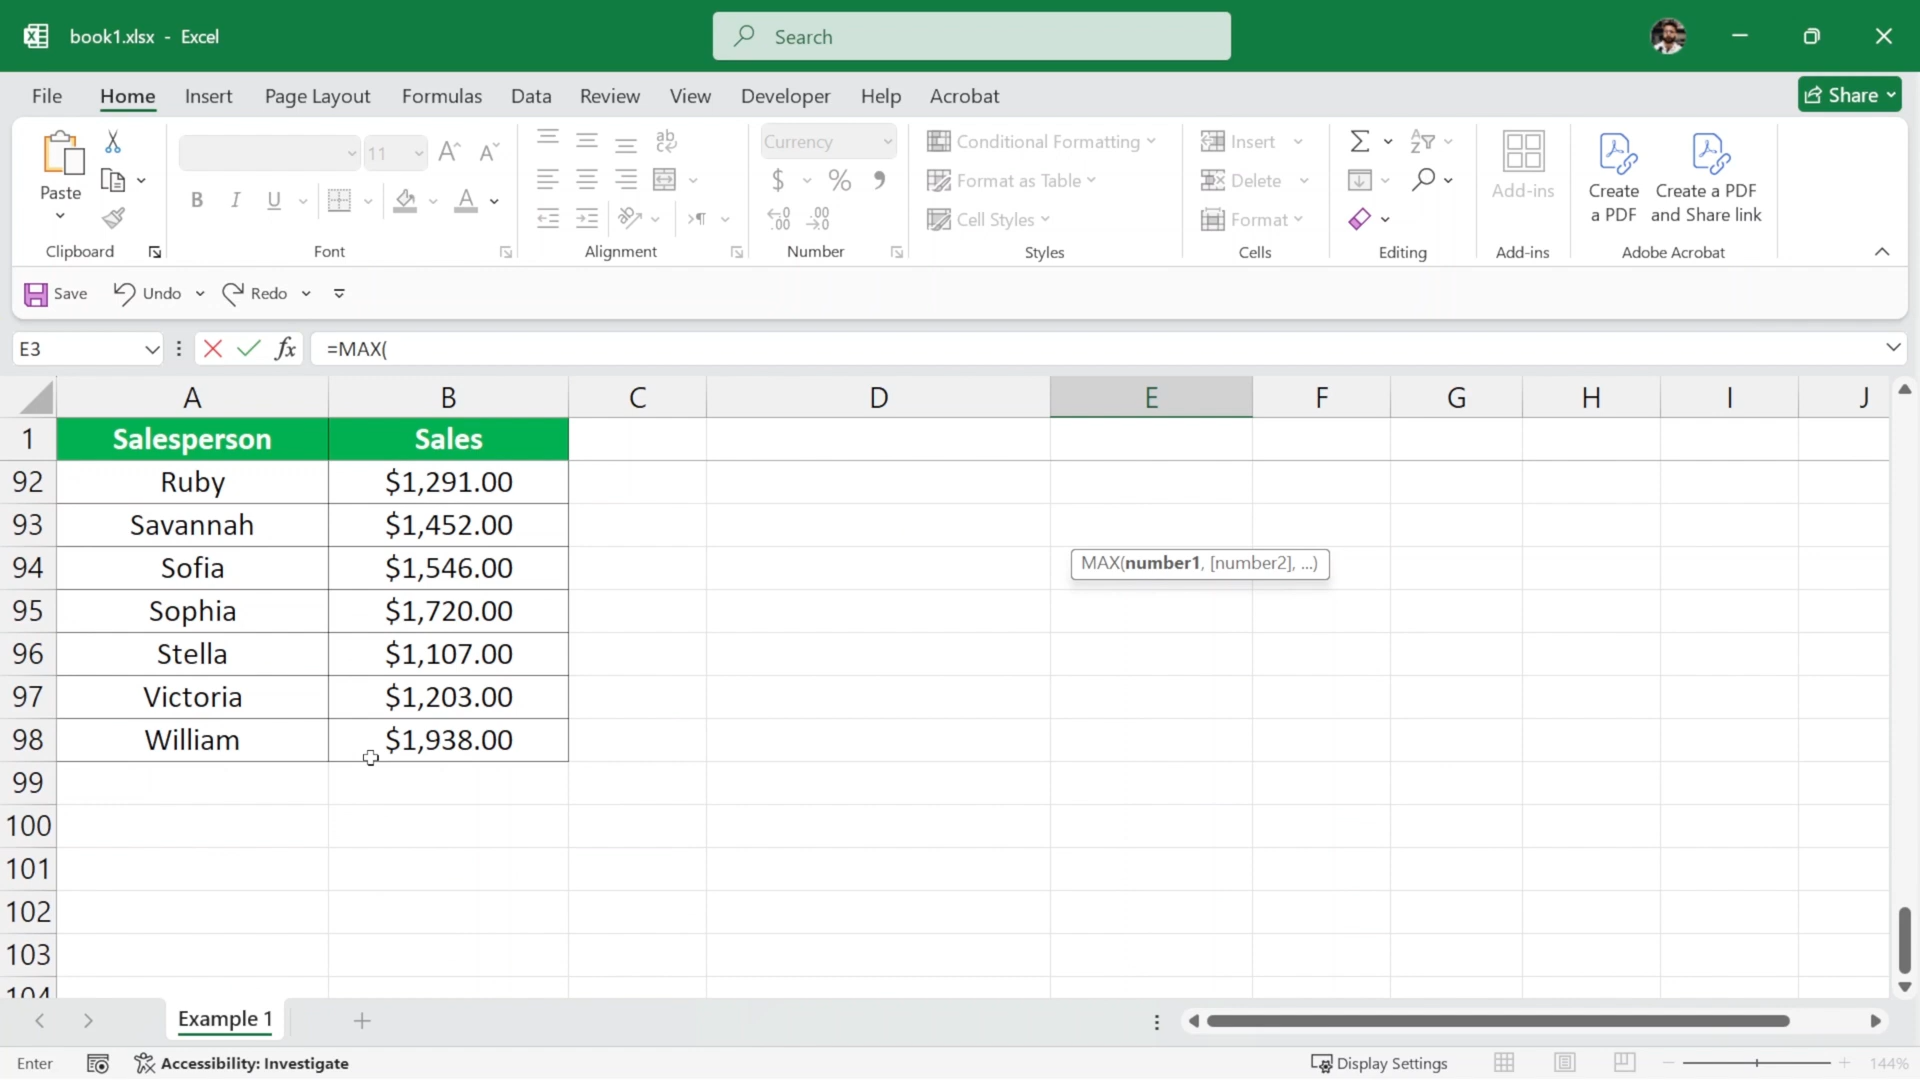 book1.xlsx - Excel
Search
File Home Insert Page Layout Formulas Data Review View Developer Help Acrobat
Share
Paste
11
Currency
Conditional Formatting
Format as Table
Cell Styles
Insert
Delete
Format
Add-ins
Create
a PDF
Create a PDF
and Share link
Clipboard Font Alignment Number Styles Cells Editing Add-ins Adobe Acrobat
Save Undo Redo
E3 fx =MAX(
A B C D E F G H I J
1 Salesperson Sales
92 Ruby $1,291.00
93 Savannah $1,452.00
94 Sofia $1,546.00
MAX(number1, [number2], ...)
95 Sophia $1,720.00
96 Stella $1,107.00
97 Victoria $1,203.00
98 William $1,938.00
99
100
101
102
103
104
Example 1
Enter Accessibility: Investigate Display Settings 144%